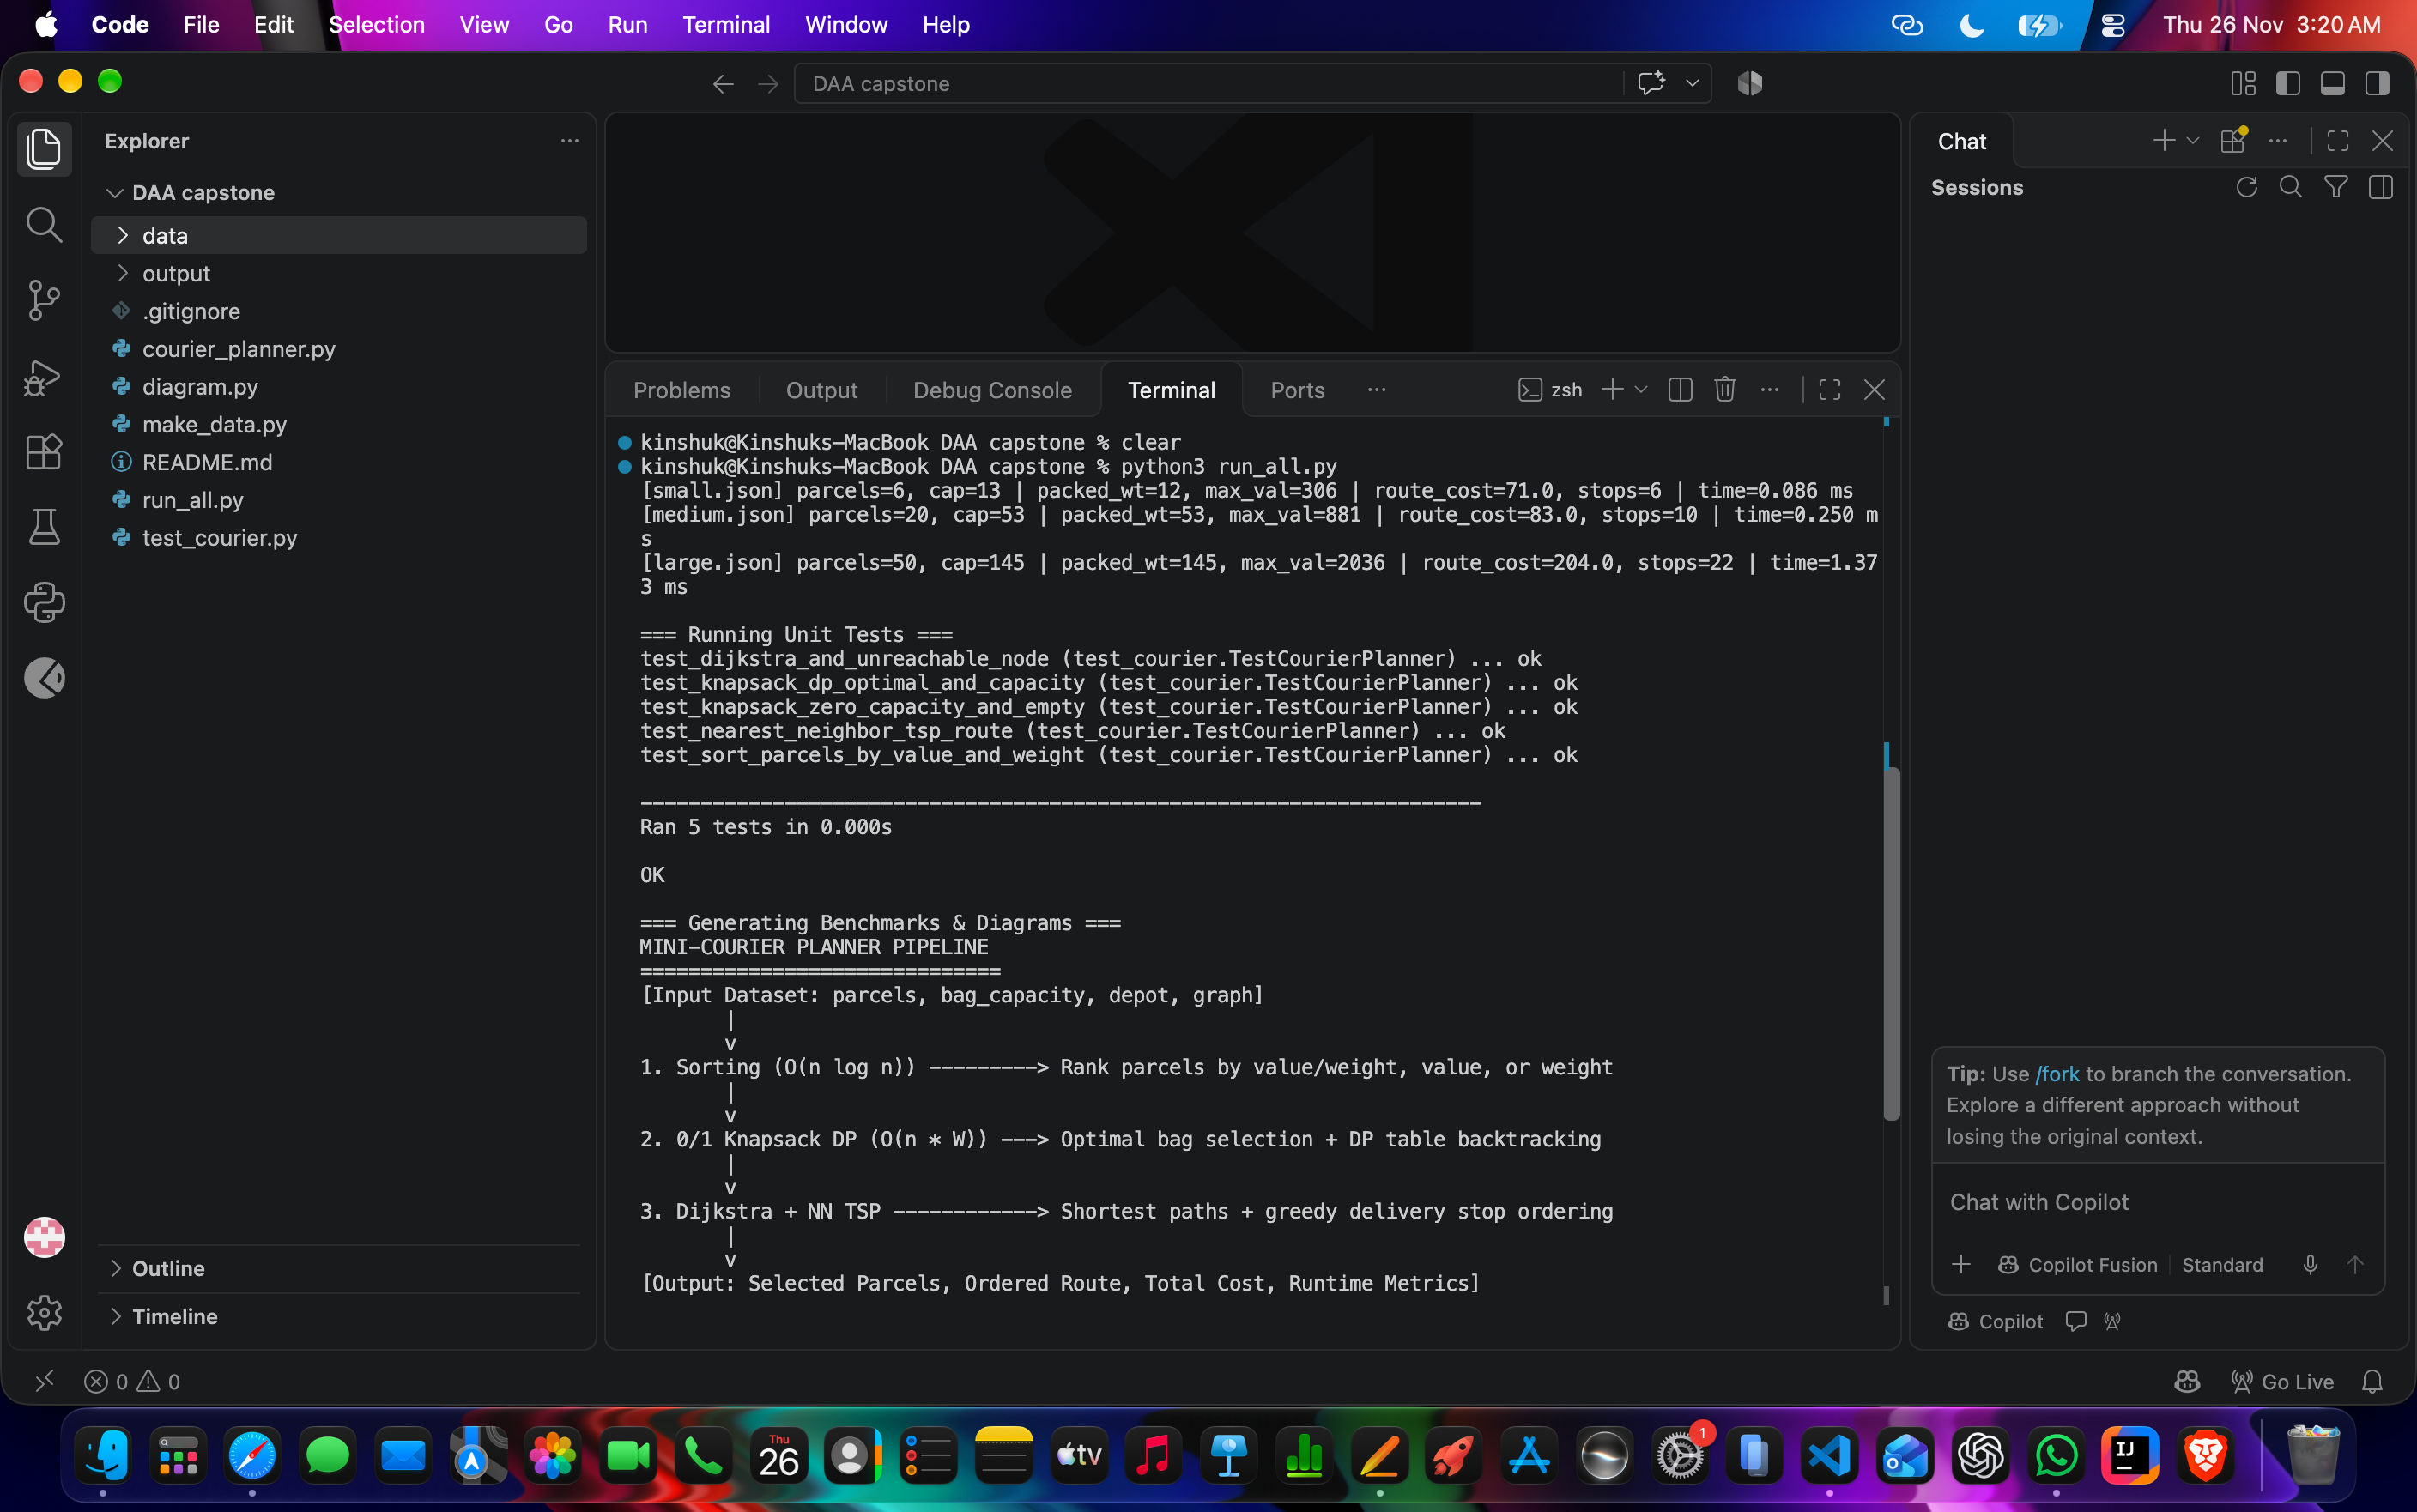 Code File Edit Selection View Go Run Terminal Window Help
Thu 26 Nov 3:20 AM
DAA capstone
Explorer
DAA capstone
data
output
.gitignore
courier_planner.py
diagram.py
make_data.py
README.md
run_all.py
test_courier.py
Outline
Timeline
Problems Output Debug Console Terminal Ports
zsh
kinshuk@Kinshuks-MacBook DAA capstone % clear
kinshuk@Kinshuks-MacBook DAA capstone % python3 run_all.py
[small.json] parcels=6, cap=13 | packed_wt=12, max_val=306 | route_cost=71.0, stops=6 | time=0.086 ms
[medium.json] parcels=20, cap=53 | packed_wt=53, max_val=881 | route_cost=83.0, stops=10 | time=0.250 m
s
[large.json] parcels=50, cap=145 | packed_wt=145, max_val=2036 | route_cost=204.0, stops=22 | time=1.37
3 ms
=== Running Unit Tests ===
test_dijkstra_and_unreachable_node (test_courier.TestCourierPlanner) ... ok
test_knapsack_dp_optimal_and_capacity (test_courier.TestCourierPlanner) ... ok
test_knapsack_zero_capacity_and_empty (test_courier.TestCourierPlanner) ... ok
test_nearest_neighbor_tsp_route (test_courier.TestCourierPlanner) ... ok
test_sort_parcels_by_value_and_weight (test_courier.TestCourierPlanner) ... ok
----------------------------------------------------------------------
Ran 5 tests in 0.000s
OK
=== Generating Benchmarks & Diagrams ===
MINI-COURIER PLANNER PIPELINE
==============================
[Input Dataset: parcels, bag_capacity, depot, graph]
|
v
1. Sorting (O(n log n)) ---------> Rank parcels by value/weight, value, or weight
|
v
2. 0/1 Knapsack DP (O(n * W)) ---> Optimal bag selection + DP table backtracking
|
v
3. Dijkstra + NN TSP ------------> Shortest paths + greedy delivery stop ordering
|
v
[Output: Selected Parcels, Ordered Route, Total Cost, Runtime Metrics]
Chat
Sessions
Tip: Use /fork to branch the conversation.
Explore a different approach without
losing the original context.
Chat with Copilot
Copilot Fusion Standard
Copilot
0 0
Go Live
Thu
26
tv
1
IJ